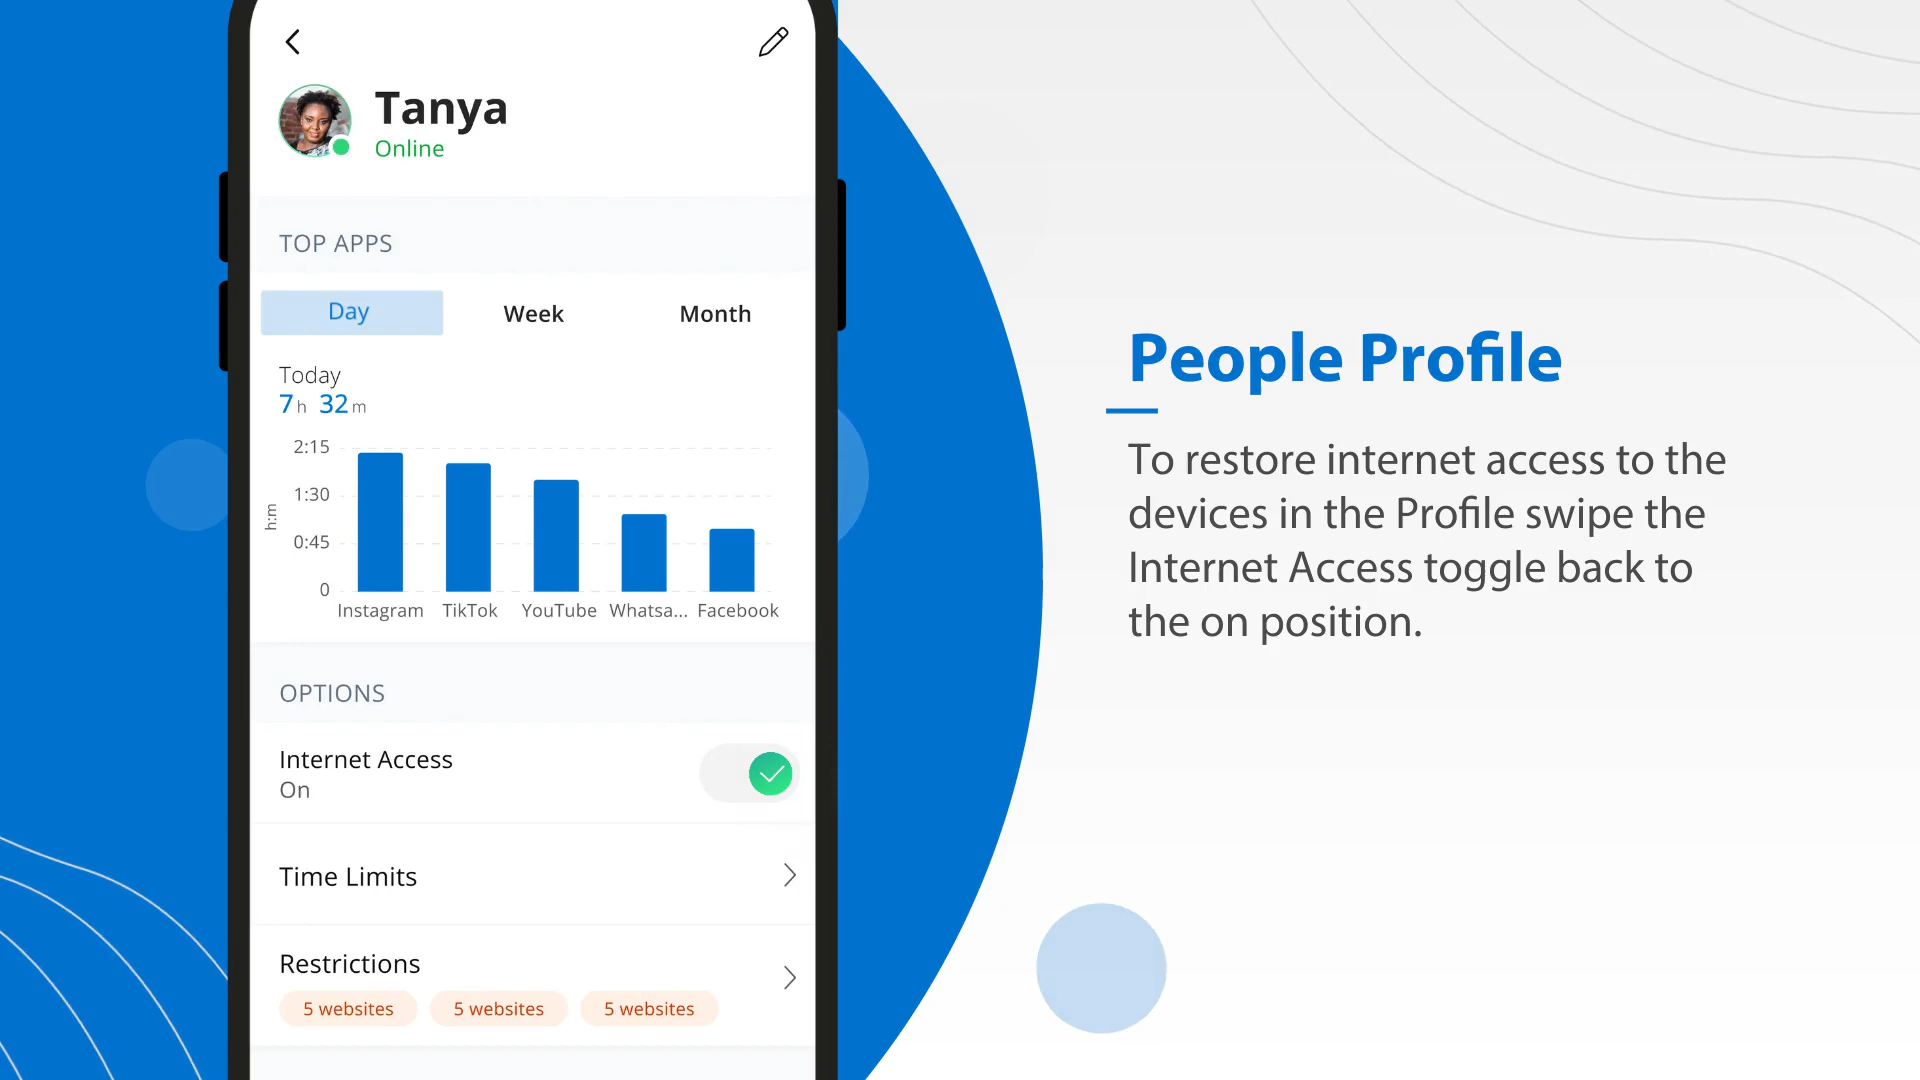 Tanya
Online
TOP APPS
Day Week Month
Today
7 h 32 m
2:15
1:30
0:45
0
h:m
Instagram TikTok YouTube Whatsa... Facebook
OPTIONS
Internet Access
On
Time Limits
Restrictions
5 websites 5 websites 5 websites
People Profile
To restore internet access to the
devices in the Profile swipe the
Internet Access toggle back to
the on position.